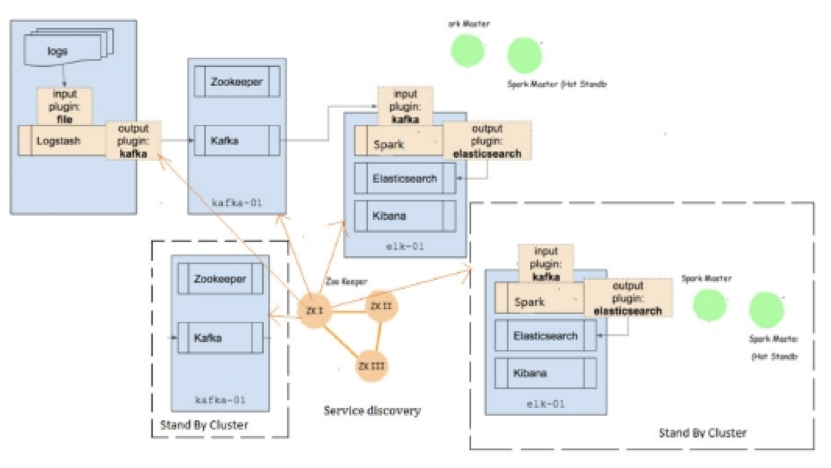 logs
input
plugin:
file
Logstash
output
plugin:
kafka
Zookeeper
Kafka
kafka-01
input
plugin:
kafka
Spark
output
plugin:
elasticsearch
Elasticsearch
Kibana
elk-01
ark Master
Spark Master (Hot Standb
Zookeeper
Kafka
kafka-01
Stand By Cluster
Zoo Keeper
ZK I
ZK II
ZK III
Service discovery
input
plugin:
kafka
Spark
output
plugin:
elasticsearch
Elasticsearch
Kibana
elk-01
Spark Master
Spark Maste
(Hot Standb
Stand By Cluster